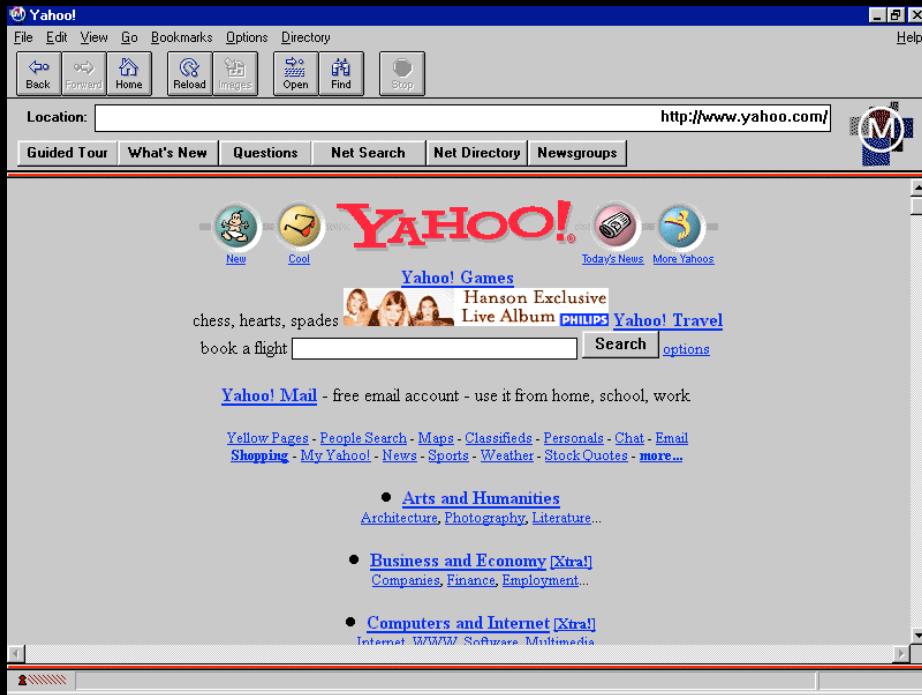 Yahoo!
File Edit View Go Bookmarks Options Directory Help
Back Forward Home Reload Images Open Find Stop
Location: http://www.yahoo.com/
M
Guided Tour What's New Questions Net Search Net Directory Newsgroups
YAHOO!
New Cool Today's News More Yahoos
Yahoo! Games
Hanson Exclusive
chess, hearts, spades Live Album PHILIPS Yahoo! Travel
book a flight Search options
Yahoo! Mail - free email account - use it from home, school, work
Yellow Pages - People Search - Maps - Classifieds - Personals - Chat - Email
Shopping - My Yahoo! - News - Sports - Weather - Stock Quotes - more...
• Arts and Humanities
Architecture, Photography, Literature...
• Business and Economy [Xtra!]
Companies, Finance, Employment...
• Computers and Internet [Xtra!]
Internet, WWW, Software, Multimedia